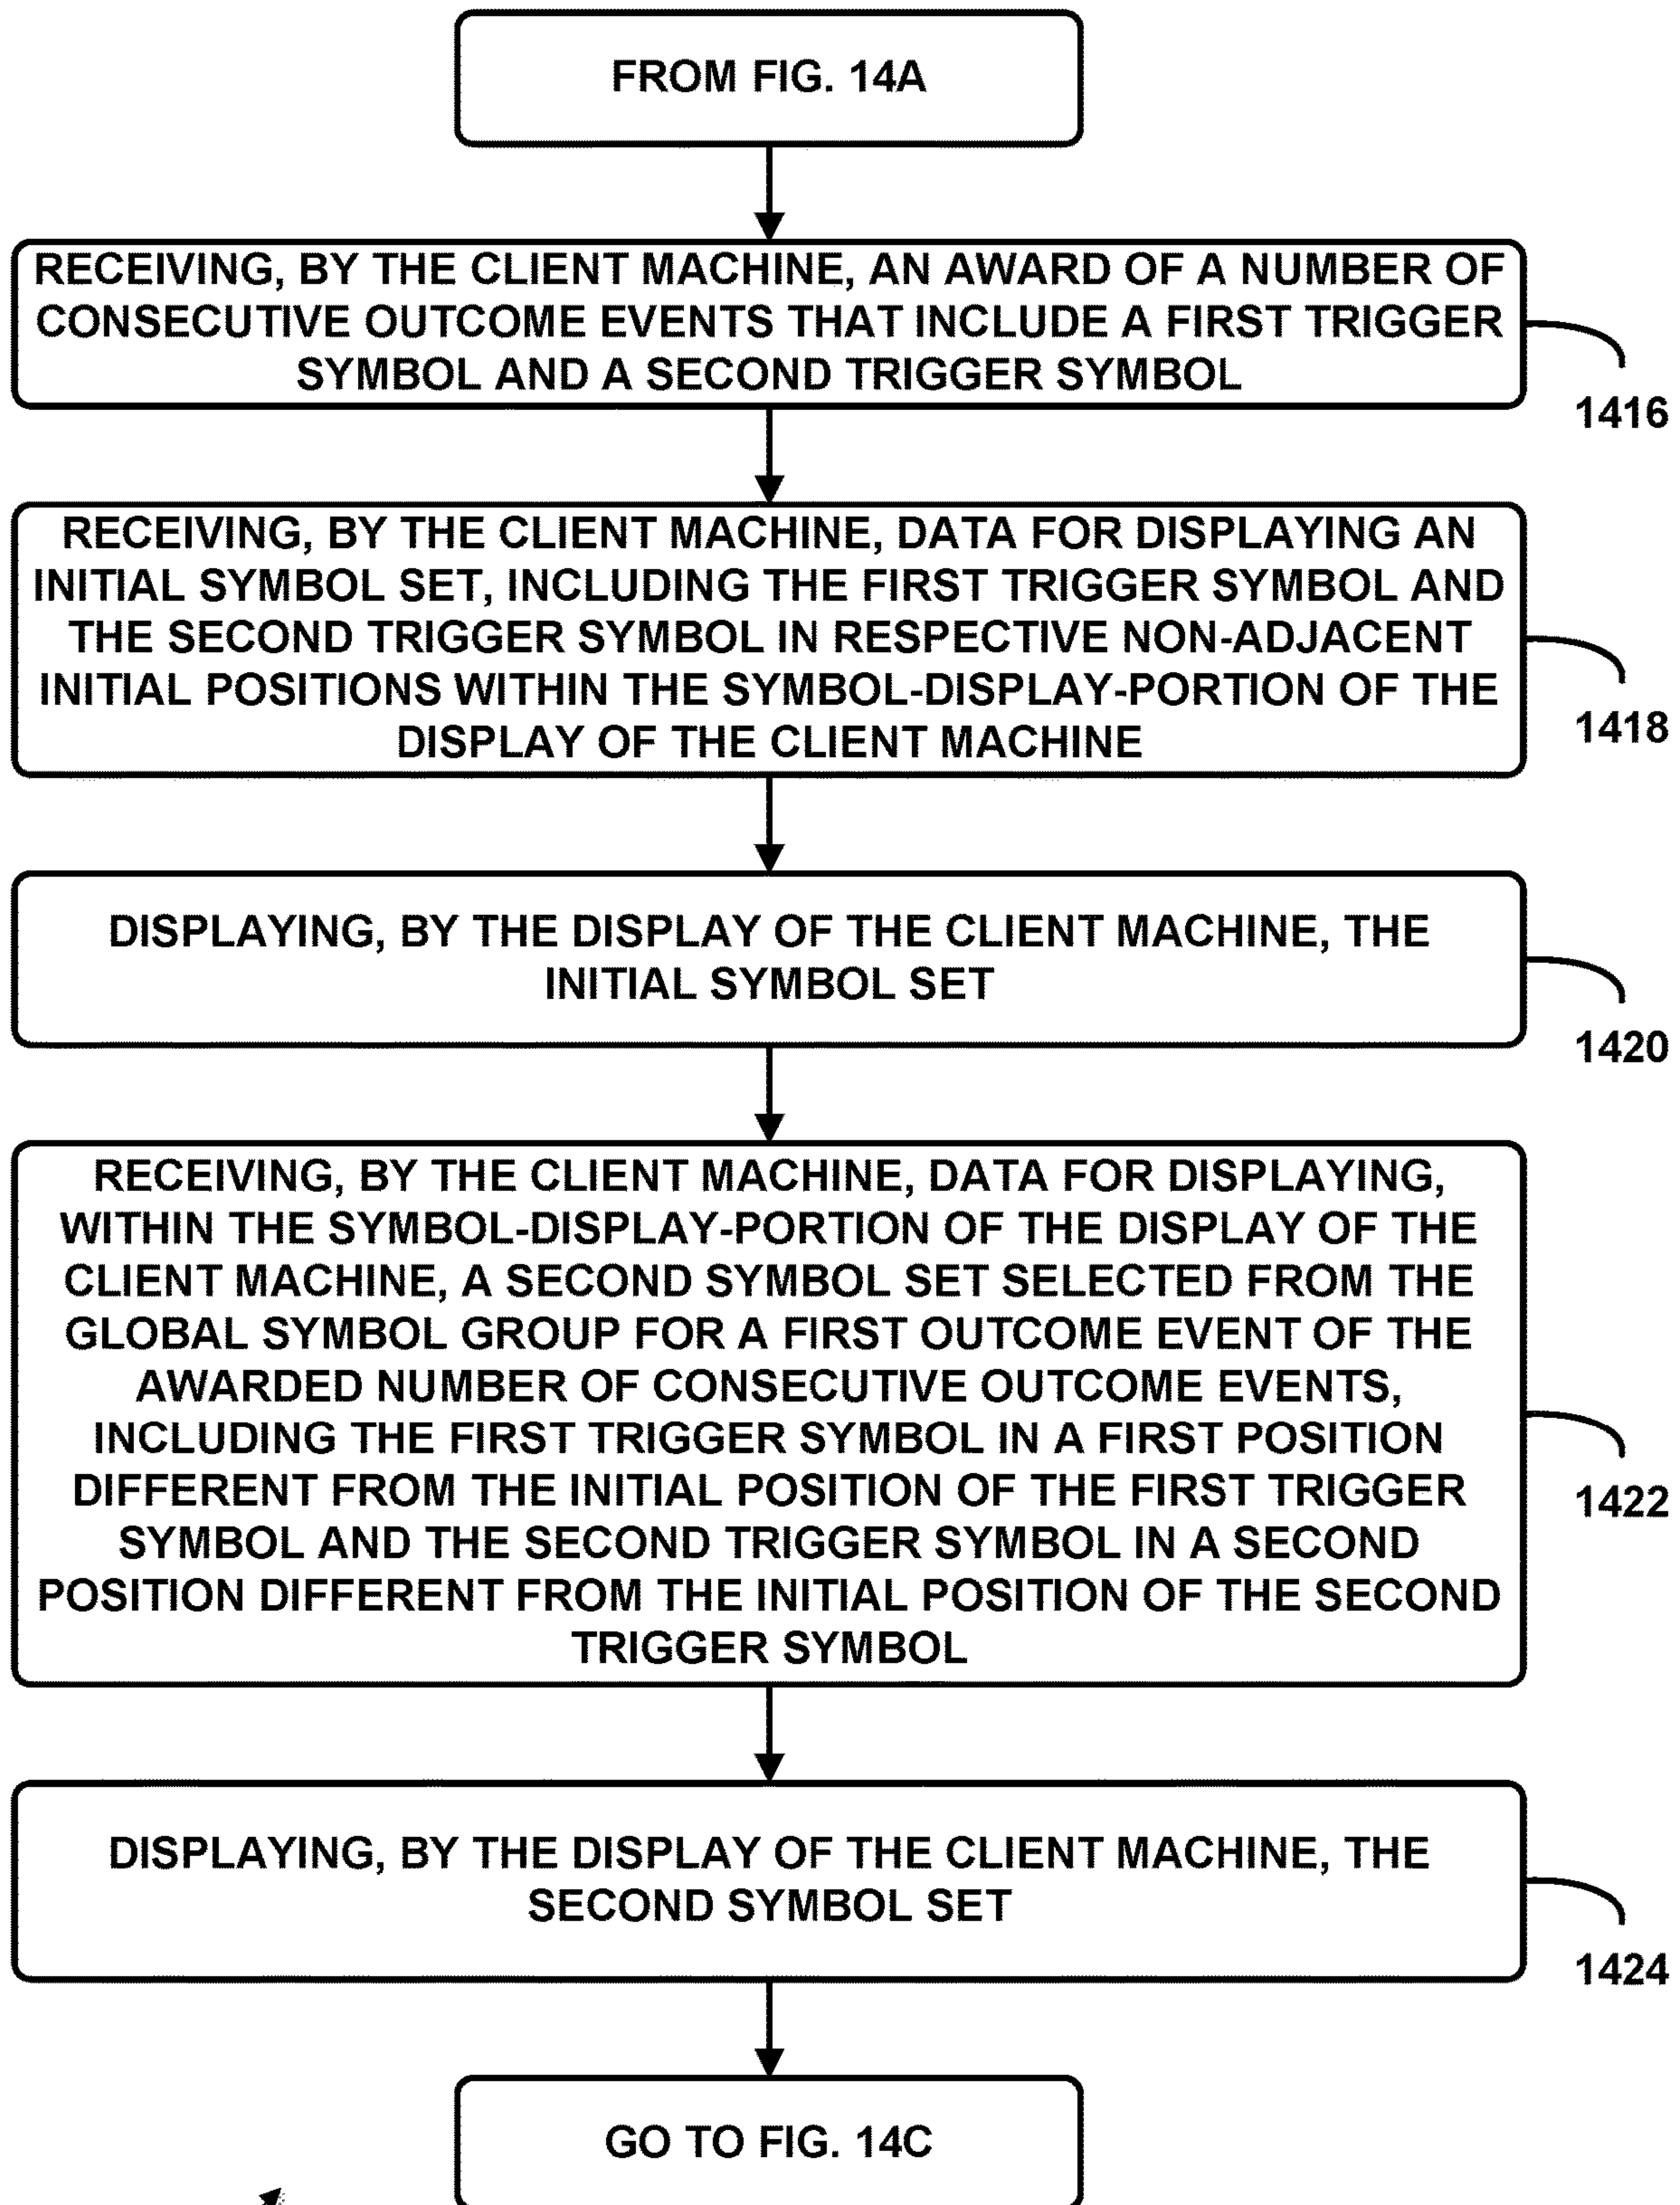 FROM FIG. 14A
RECEIVING, BY THE CLIENT MACHINE, AN AWARD OF A NUMBER OF
CONSECUTIVE OUTCOME EVENTS THAT INCLUDE A FIRST TRIGGER
SYMBOL AND A SECOND TRIGGER SYMBOL
1416
RECEIVING, BY THE CLIENT MACHINE, DATA FOR DISPLAYING AN
INITIAL SYMBOL SET, INCLUDING THE FIRST TRIGGER SYMBOL AND
THE SECOND TRIGGER SYMBOL IN RESPECTIVE NON-ADJACENT
INITIAL POSITIONS WITHIN THE SYMBOL-DISPLAY-PORTION OF THE
DISPLAY OF THE CLIENT MACHINE
1418
DISPLAYING, BY THE DISPLAY OF THE CLIENT MACHINE, THE
INITIAL SYMBOL SET
1420
RECEIVING, BY THE CLIENT MACHINE, DATA FOR DISPLAYING,
WITHIN THE SYMBOL-DISPLAY-PORTION OF THE DISPLAY OF THE
CLIENT MACHINE, A SECOND SYMBOL SET SELECTED FROM THE
GLOBAL SYMBOL GROUP FOR A FIRST OUTCOME EVENT OF THE
AWARDED NUMBER OF CONSECUTIVE OUTCOME EVENTS,
INCLUDING THE FIRST TRIGGER SYMBOL IN A FIRST POSITION
DIFFERENT FROM THE INITIAL POSITION OF THE FIRST TRIGGER
SYMBOL AND THE SECOND TRIGGER SYMBOL IN A SECOND
POSITION DIFFERENT FROM THE INITIAL POSITION OF THE SECOND
TRIGGER SYMBOL
1422
DISPLAYING, BY THE DISPLAY OF THE CLIENT MACHINE, THE
SECOND SYMBOL SET
1424
GO TO FIG. 14C